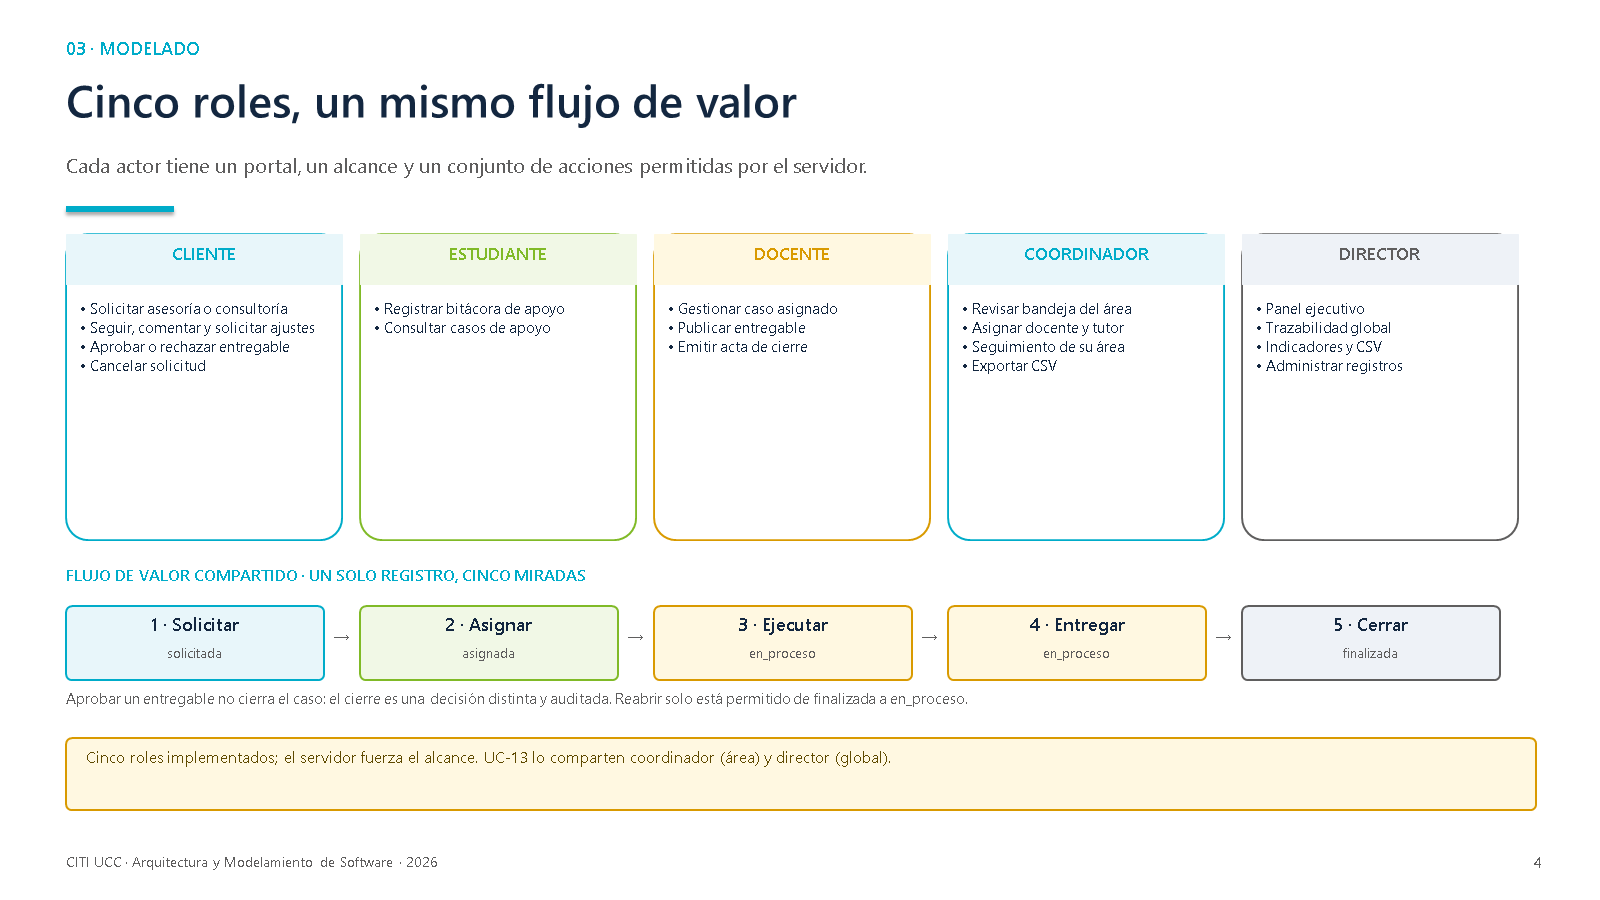 03 · MODELADO
Cinco roles, un mismo flujo de valor
Cada actor tiene un portal, un alcance y un conjunto de acciones permitidas por el servidor.
CLIENTE
• Solicitar asesoría o consultoría
• Seguir, comentar y solicitar ajustes
• Aprobar o rechazar entregable
• Cancelar solicitud
ESTUDIANTE
• Registrar bitácora de apoyo
• Consultar casos de apoyo
DOCENTE
• Gestionar caso asignado
• Publicar entregable
• Emitir acta de cierre
COORDINADOR
• Revisar bandeja del área
• Asignar docente y tutor
• Seguimiento de su área
• Exportar CSV
DIRECTOR
• Panel ejecutivo
• Trazabilidad global
• Indicadores y CSV
• Administrar registros
FLUJO DE VALOR COMPARTIDO · UN SOLO REGISTRO, CINCO MIRADAS
1 · Solicitar
solicitada
→
2 · Asignar
asignada
→
3 · Ejecutar
en_proceso
→
4 · Entregar
en_proceso
→
5 · Cerrar
finalizada
Aprobar un entregable no cierra el caso: el cierre es una decisión distinta y auditada. Reabrir solo está permitido de finalizada a en_proceso.
Cinco roles implementados; el servidor fuerza el alcance. UC-13 lo comparten coordinador (área) y director (global).
CITI UCC · Arquitectura y Modelamiento de Software · 2026
4